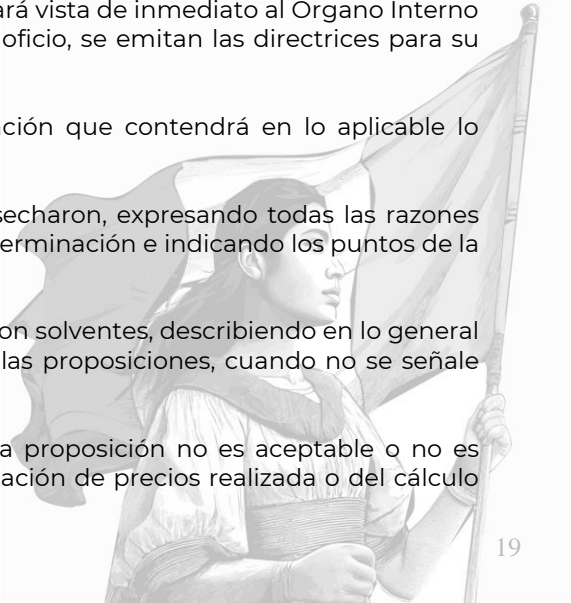 ará vista de inmediato al Órgano Interno
oficio, se emitan las directrices para su
ción que contendrá en lo aplicable lo
secharon, expresando todas las razones
erminación e indicando los puntos de la
on solventes, describiendo en lo general
las proposiciones, cuando no se señale
a proposición no es aceptable o no es
ación de precios realizada o del cálculo
19